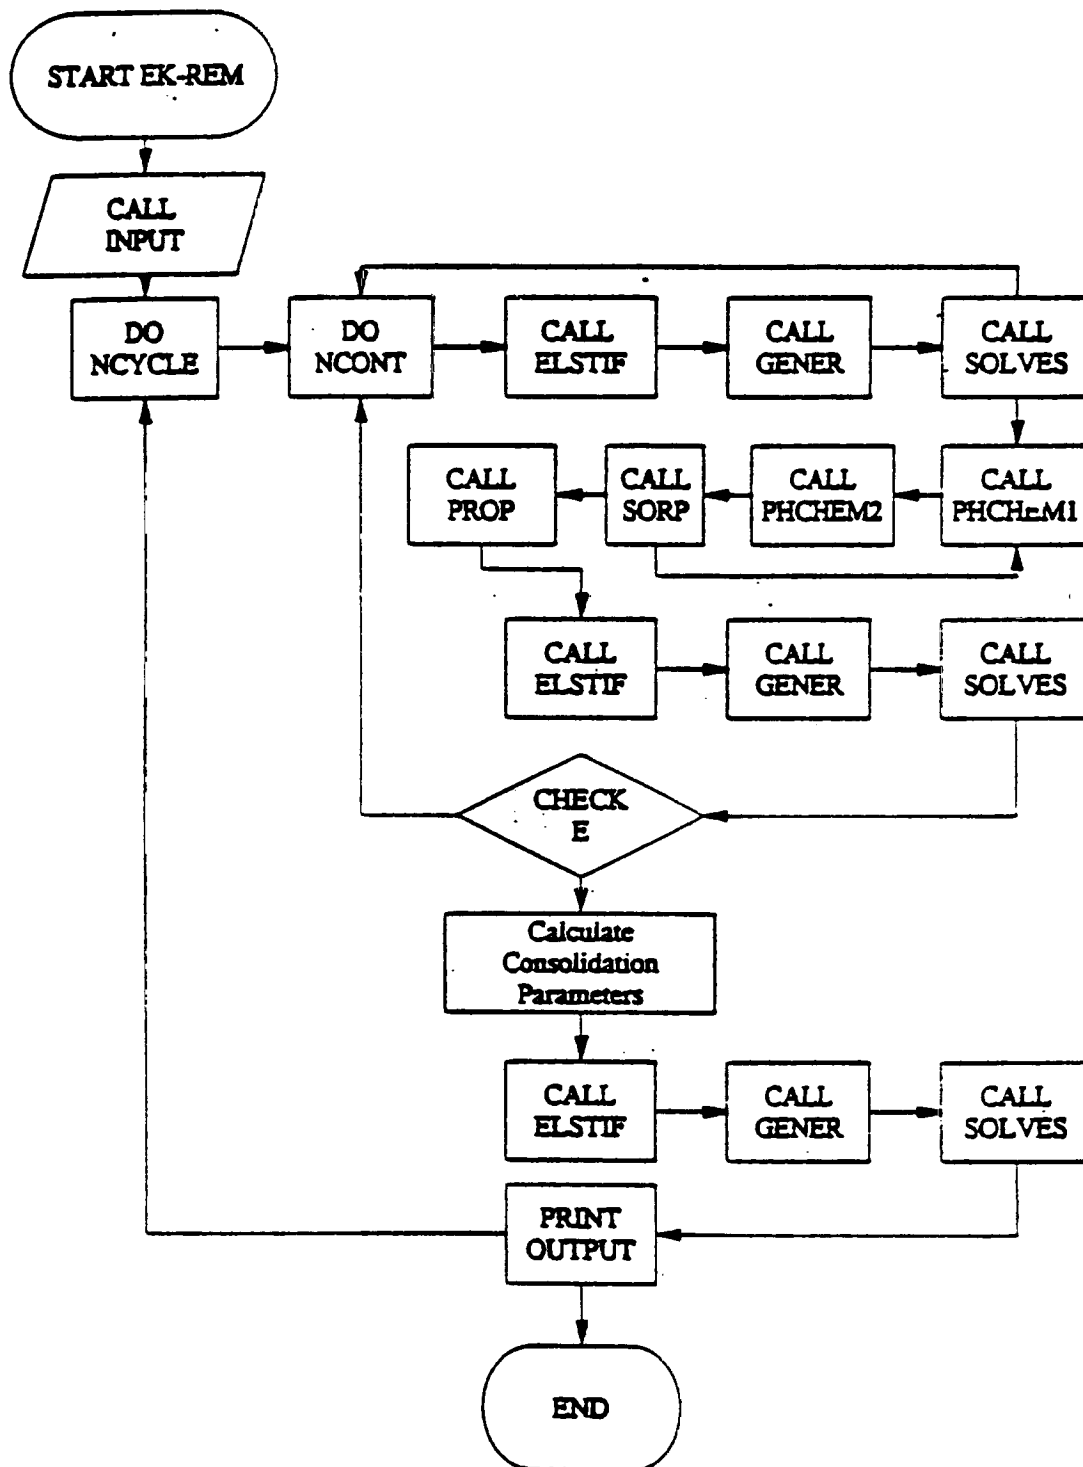 START EK-REM
CALL
INPUT
DO
NCYCLE
DO
NCONT
CALL
ELSTIF
CALL
GENER
CALL
SOLVES
CALL
PROP
CALL
SORP
CALL
PHCHEM2
CALL
PHCHEM1
CALL
ELSTIF
CALL
GENER
CALL
SOLVES
CHECK
E
Calculate
Consolidation
Parameters
CALL
ELSTIF
CALL
GENER
CALL
SOLVES
PRINT
OUTPUT
END